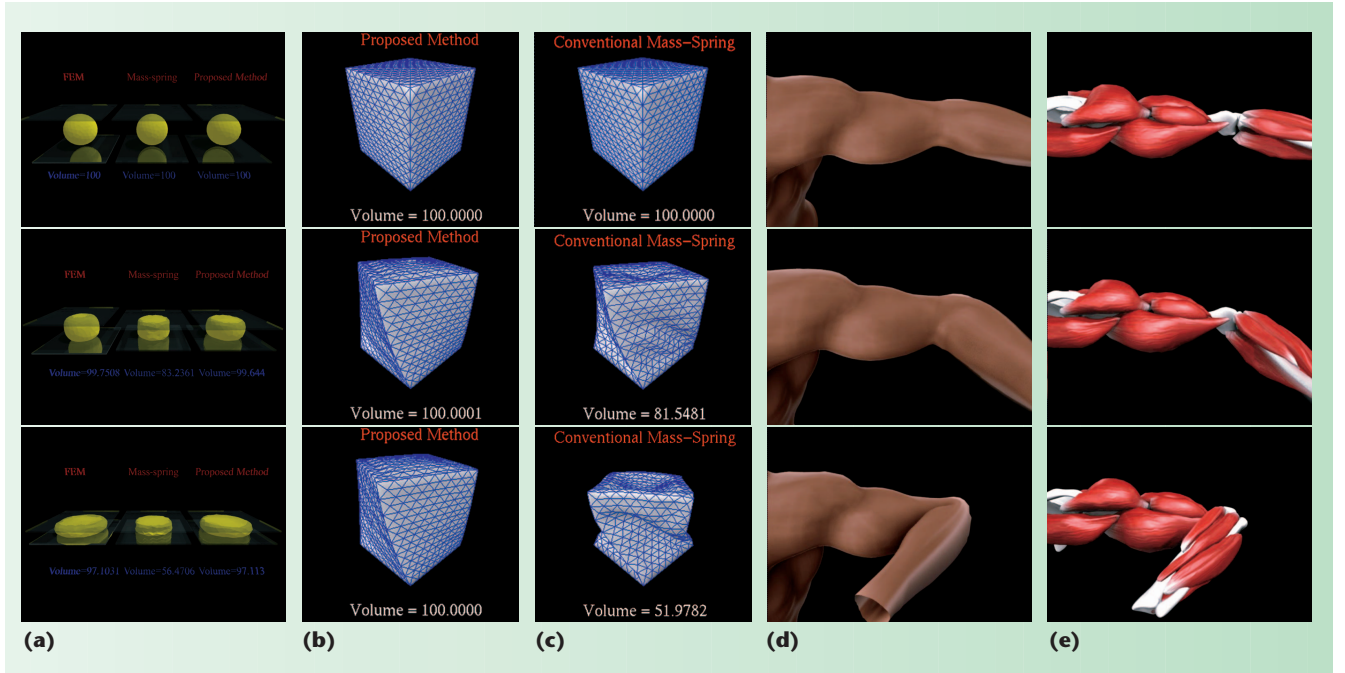 FEM Mass-spring Proposed Method
Volume=100 Volume=100 Volume=100
FEM Mass-spring Proposed Method
Volume=99.7508 Volume=83.2361 Volume=99.644
FEM Mass-spring Proposed Method
Volume=97.1031 Volume=56.4706 Volume=97.113
(a)
Proposed Method
Volume = 100.0000
Proposed Method
Volume = 100.0001
Proposed Method
Volume = 100.0000
(b)
Conventional Mass-Spring
Volume = 100.0000
Conventional Mass-Spring
Volume = 81.5481
Conventional Mass-Spring
Volume = 51.9782
(c)
(d)
(e)